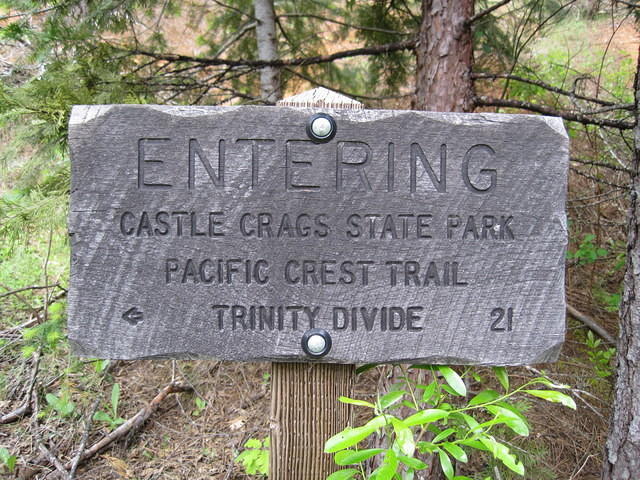 ENTERING
CASTLE CRAGS STATE PARK
PACIFIC CREST TRAIL
← TRINITY DIVIDE 21